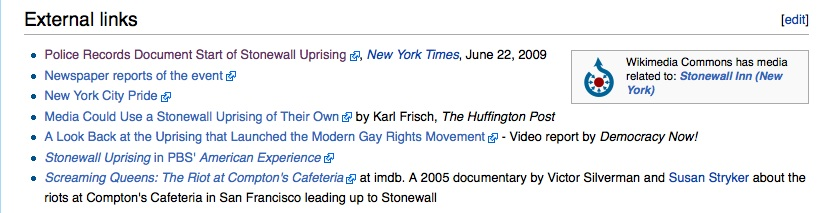 External links
[edit]
Police Records Document Start of Stonewall Uprising, New York Times, June 22, 2009
Newspaper reports of the event
New York City Pride
Media Could Use a Stonewall Uprising of Their Own by Karl Frisch, The Huffington Post
A Look Back at the Uprising that Launched the Modern Gay Rights Movement - Video report by Democracy Now!
Stonewall Uprising in PBS' American Experience
Screaming Queens: The Riot at Compton's Cafeteria at imdb. A 2005 documentary by Victor Silverman and Susan Stryker about the
riots at Compton's Cafeteria in San Francisco leading up to Stonewall
Wikimedia Commons has media
related to: Stonewall Inn (New
York)